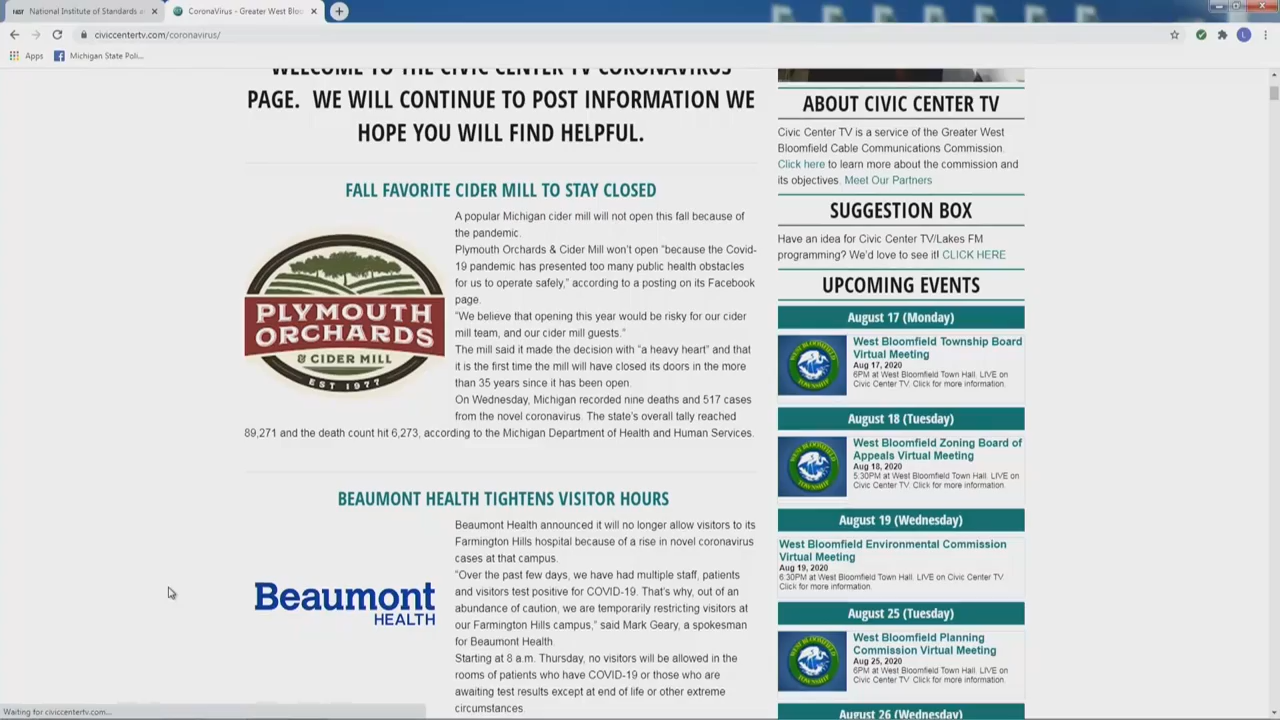 National Institute of Standards a
CoronaVirus - Greater West Bloo
civiccentertv.com/coronavirus/
L
Apps
Michigan State Poli...
WELCOME TO THE CIVIC CENTER TV CORONAVIRUS
PAGE. WE WILL CONTINUE TO POST INFORMATION WE
HOPE YOU WILL FIND HELPFUL.
FALL FAVORITE CIDER MILL TO STAY CLOSED
PLYMOUTH
ORCHARDS
& CIDER MILL
EST 1977
A popular Michigan cider mill will not open this fall because of
the pandemic.
Plymouth Orchards & Cider Mill won't open "because the Covid-
19 pandemic has presented too many public health obstacles
for us to operate safely," according to a posting on its Facebook
page.
"We believe that opening this year would be risky for our cider
mill team, and our cider mill guests."
The mill said it made the decision with "a heavy heart" and that
it is the first time the mill will have closed its doors in the more
than 35 years since it has been open.
On Wednesday, Michigan recorded nine deaths and 517 cases
from the novel coronavirus. The state's overall tally reached
89,271 and the death count hit 6,273, according to the Michigan Department of Health and Human Services.
BEAUMONT HEALTH TIGHTENS VISITOR HOURS
Beaumont
HEALTH
Beaumont Health announced it will no longer allow visitors to its
Farmington Hills hospital because of a rise in novel coronavirus
cases at that campus.
"Over the past few days, we have had multiple staff, patients
and visitors test positive for COVID-19. That's why, out of an
abundance of caution, we are temporarily restricting visitors at
our Farmington Hills campus," said Mark Geary, a spokesman
for Beaumont Health.
Starting at 8 a.m. Thursday, no visitors will be allowed in the
rooms of patients who have COVID-19 or those who are
awaiting test results except at end of life or other extreme
circumstances.
ABOUT CIVIC CENTER TV
Civic Center TV is a service of the Greater West
Bloomfield Cable Communications Commission.
Click here to learn more about the commission and
its objectives. Meet Our Partners
SUGGESTION BOX
Have an idea for Civic Center TV/Lakes FM
programming? We'd love to see it! CLICK HERE
UPCOMING EVENTS
August 17 (Monday)
West Bloomfield Township Board
Virtual Meeting
Aug 17, 2020
6PM at West Bloomfield Town Hall. LIVE on
Civic Center TV. Click for more information.
August 18 (Tuesday)
West Bloomfield Zoning Board of
Appeals Virtual Meeting
Aug 18, 2020
5:30PM at West Bloomfield Town Hall. LIVE on
Civic Center TV. Click for more information.
August 19 (Wednesday)
West Bloomfield Environmental Commission
Virtual Meeting
Aug 19, 2020
6:30PM at West Bloomfield Town Hall. LIVE on Civic Center TV.
Click for more information.
August 25 (Tuesday)
West Bloomfield Planning
Commission Virtual Meeting
Aug 25, 2020
6PM at West Bloomfield Town Hall. LIVE on
Civic Center TV. Click for more information.
August 26 (Wednesday)
Waiting for civiccentertv.com...